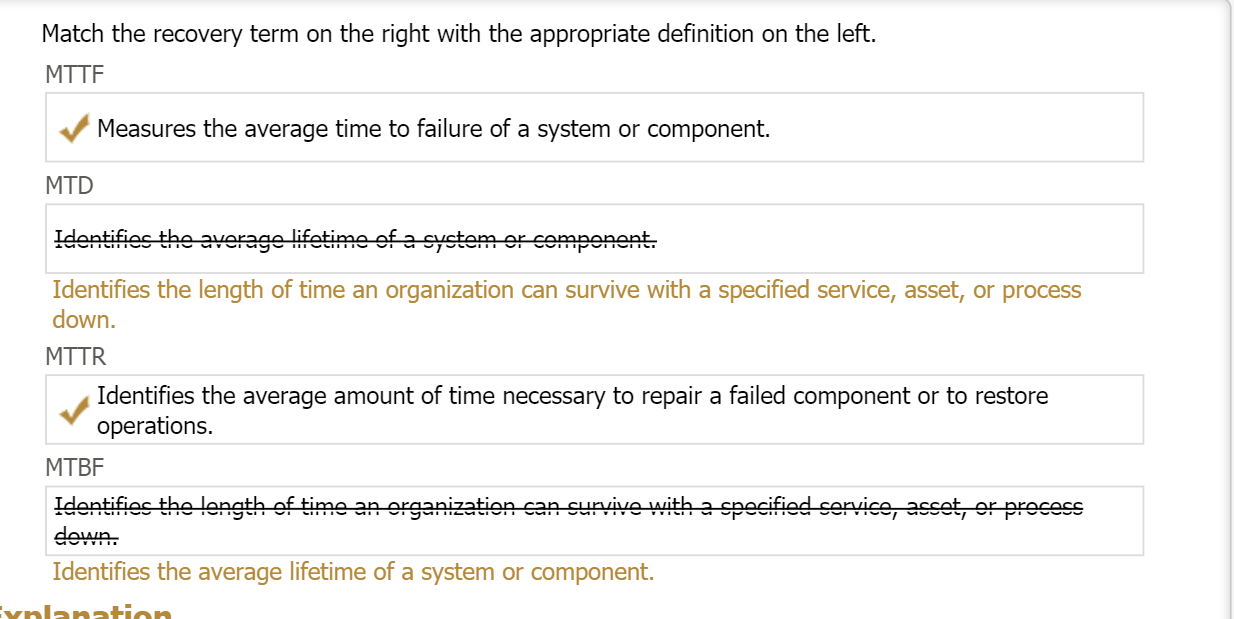 Match the recovery term on the right with the appropriate definition on the left.
MTTF
Measures the average time to failure of a system or component.
MTD
Identifies the average lifetime of a system or component.
Identifies the length of time an organization can survive with a specified service, asset, or process
down.
MTTR
Identifies the average amount of time necessary to repair a failed component or to restore
operations.
MTBF
Identifies the length of time an organization can survive with a specified service, asset, or process
down.
Identifies the average lifetime of a system or component.
Explanation